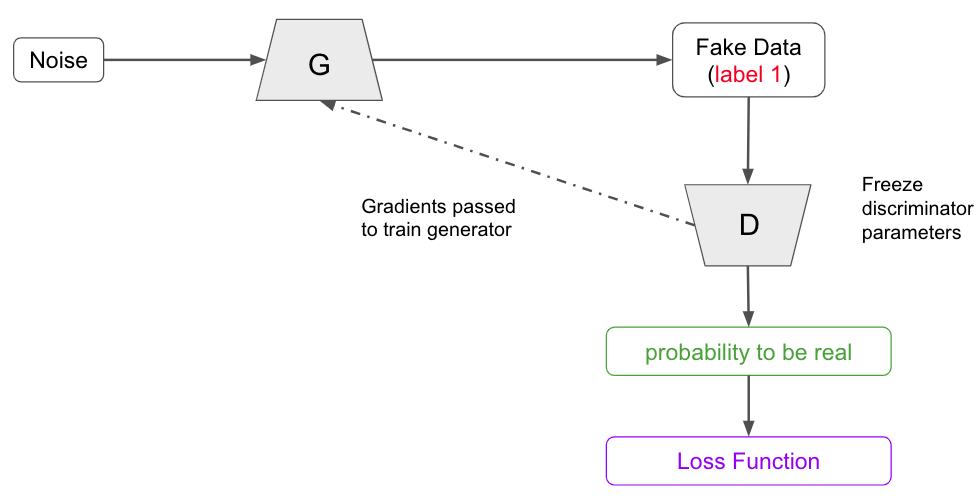 Noise
G
Fake Data
(label 1)
Gradients passed
to train generator
D
Freeze
discriminator
parameters
probability to be real
Loss Function